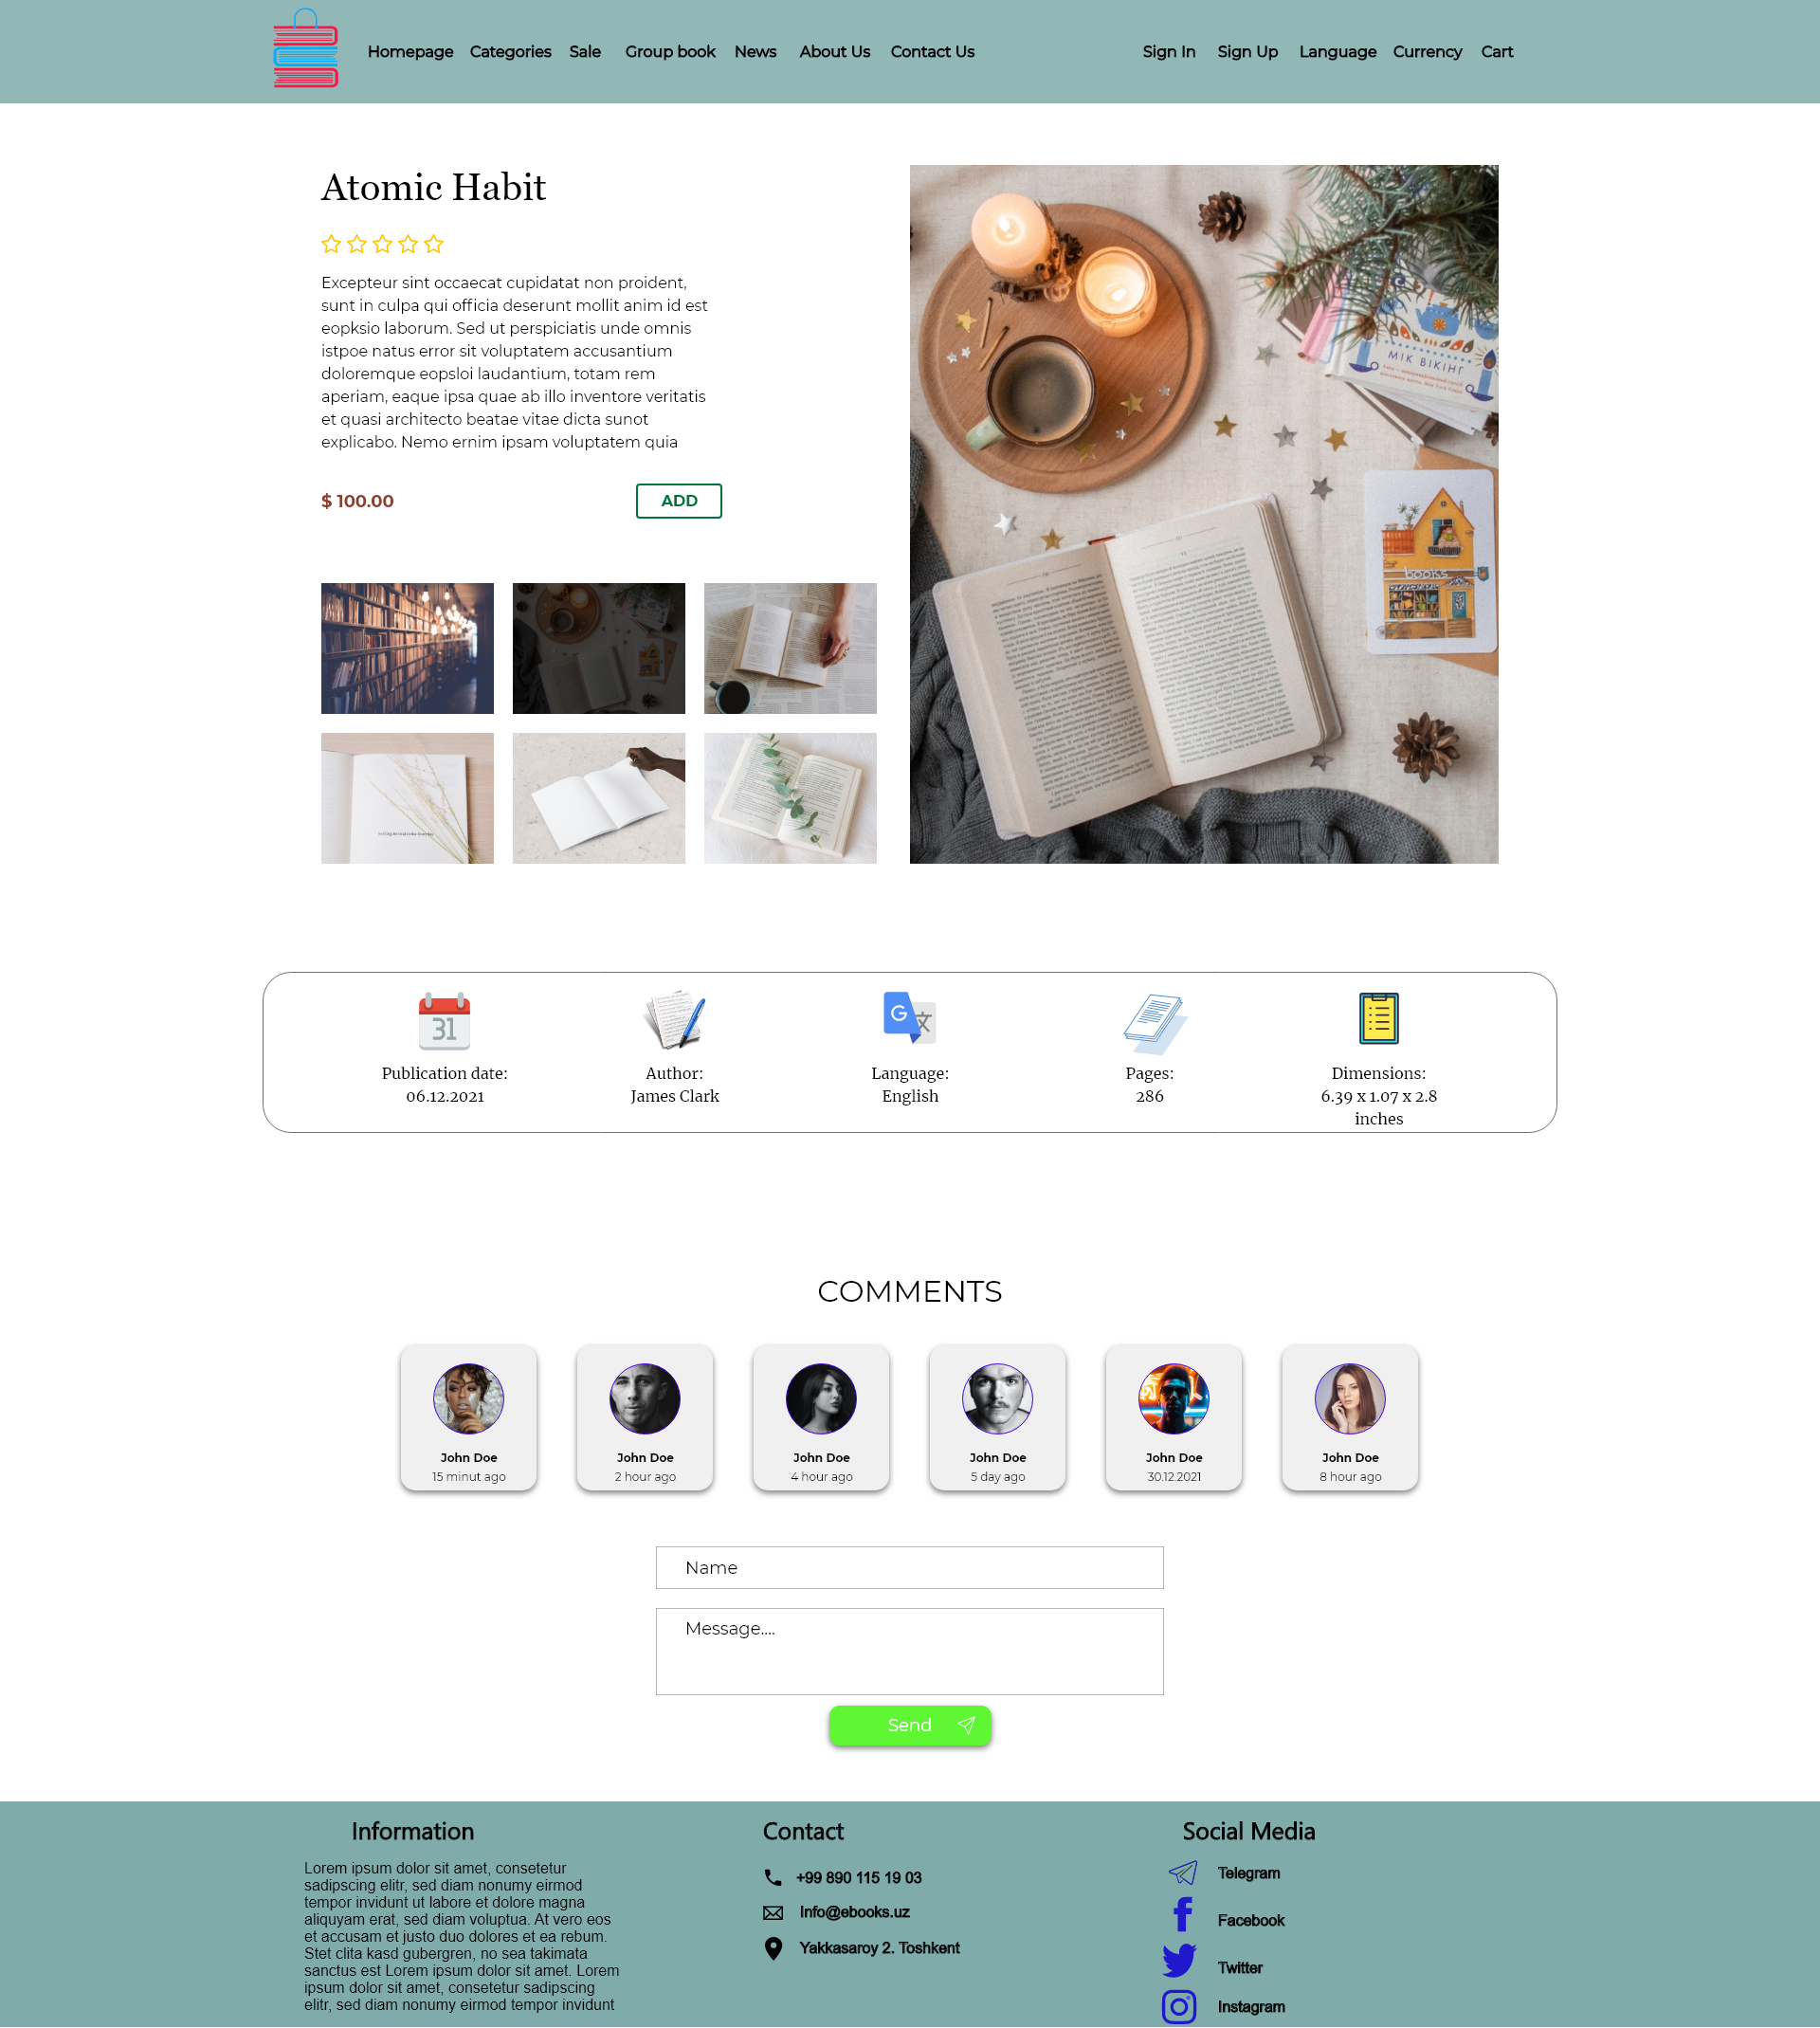 Homepage Categories Sale Group book News About Us Contact Us Sign In Sign Up Language Currency Cart
Atomic Habit
Excepteur sint occaecat cupidatat non proident,
sunt in culpa qui officia deserunt mollit anim id est
eopksio laborum. Sed ut perspiciatis unde omnis
istpoe natus error sit voluptatem accusantium
doloremque eopsloi laudantium, totam rem
aperiam, eaque ipsa quae ab illo inventore veritatis
et quasi architecto beatae vitae dicta sunot
explicabo. Nemo ernim ipsam voluptatem quia
$ 100.00 ADD
МІК ВІКІНГ
books
31
G
Publication date:
06.12.2021
Author:
James Clark
Language:
English
Pages:
286
Dimensions:
6.39 x 1.07 x 2.8
inches
COMMENTS
John Doe
15 minut ago
John Doe
2 hour ago
John Doe
4 hour ago
John Doe
5 day ago
John Doe
30.12.2021
John Doe
8 hour ago
Name
Message....
Send
Information
Lorem ipsum dolor sit amet, consetetur
sadipscing elitr, sed diam nonumy eirmod
tempor invidunt ut labore et dolore magna
aliquyam erat, sed diam voluptua. At vero eos
et accusam et justo duo dolores et ea rebum.
Stet clita kasd gubergren, no sea takimata
sanctus est Lorem ipsum dolor sit amet. Lorem
ipsum dolor sit amet, consetetur sadipscing
elitr, sed diam nonumy eirmod tempor invidunt
Contact
+99 890 115 19 03
Info@ebooks.uz
Yakkasaroy 2. Toshkent
Social Media
Telegram
Facebook
Twitter
Instagram